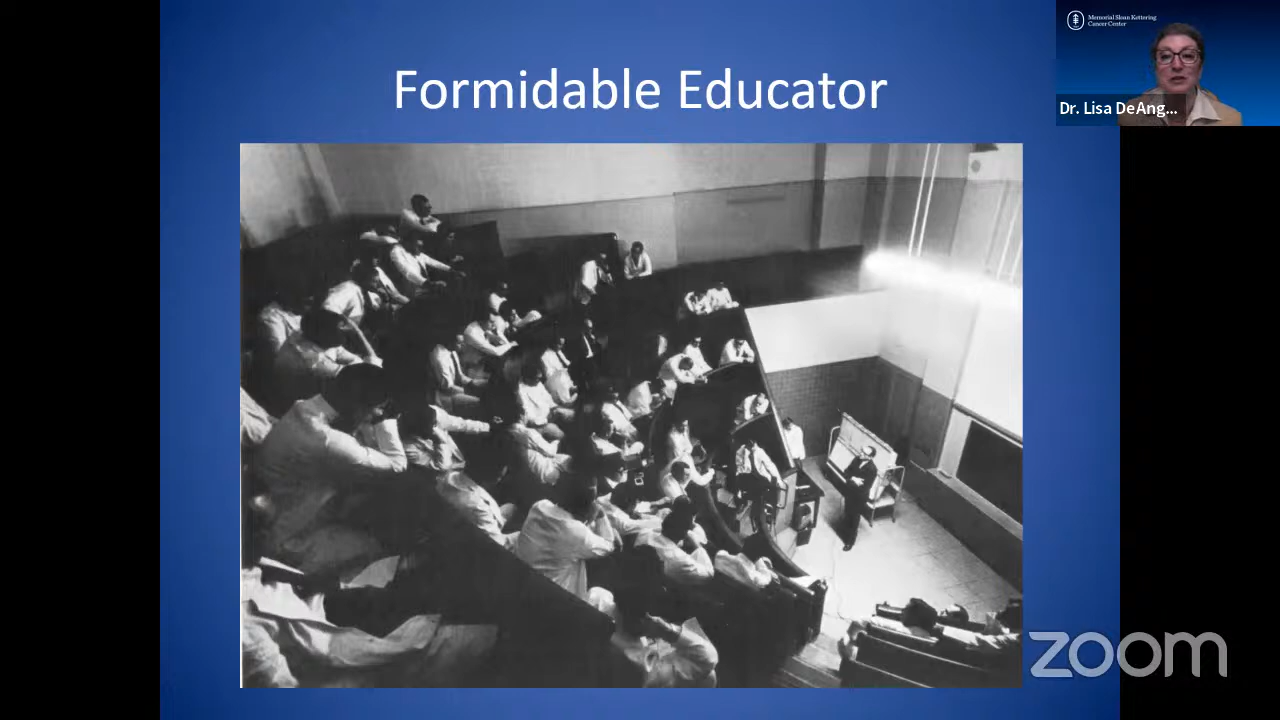 Formidable Educator
Memorial Sloan Kettering
Cancer Center
Dr. Lisa DeAng...
zoom